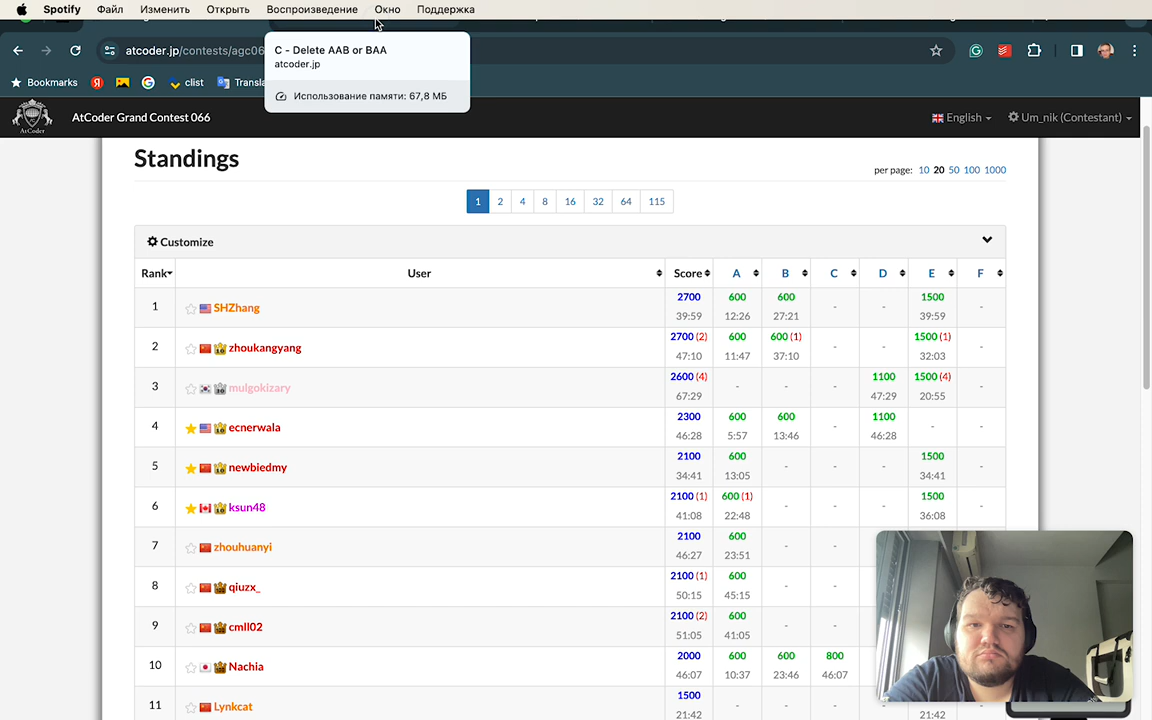 Spotify Файл Изменить Открыть Воспроизведение Окно Поддержка
atcoder.jp/contests/agc06
C - Delete AAB or BAA
atcoder.jp
Использование памяти: 67,8 МБ
Bookmarks Я G clist Transla
AtCoder
AtCoder Grand Contest 066
English
Um_nik (Contestant)
Standings
per page: 10 20 50 100 1000
1 2 4 8 16 32 64 115
Customize
Rank User Score A B C D E F
1 SHZhang 2700 600 600 - - 1500 -
39:59 12:26 27:21 39:59
2 zhoukangyang 2700 (2) 600 600 (1) - - 1500 (1) -
47:10 11:47 37:10 32:03
3 mulgokizary 2600 (4) - - - 1100 1500 (4) -
67:29 47:29 20:55
4 ecnerwala 2300 600 600 - 1100 - -
46:28 5:57 13:46 46:28
5 newbiedmy 2100 600 - - - 1500 -
34:41 13:05 34:41
6 ksun48 2100 (1) 600 (1) - - - 1500 -
41:08 22:48 36:08
7 zhouhuanyi 2100 600 - -
46:27 23:51
8 qiuzx_ 2100 (1) 600 - -
50:15 45:15
9 cmll02 2100 (2) 600 - -
51:05 41:05
10 Nachia 2000 600 600 800
46:07 10:37 23:46 46:07
11 Lynkcat 1500 - - - - -
21:42 21:42